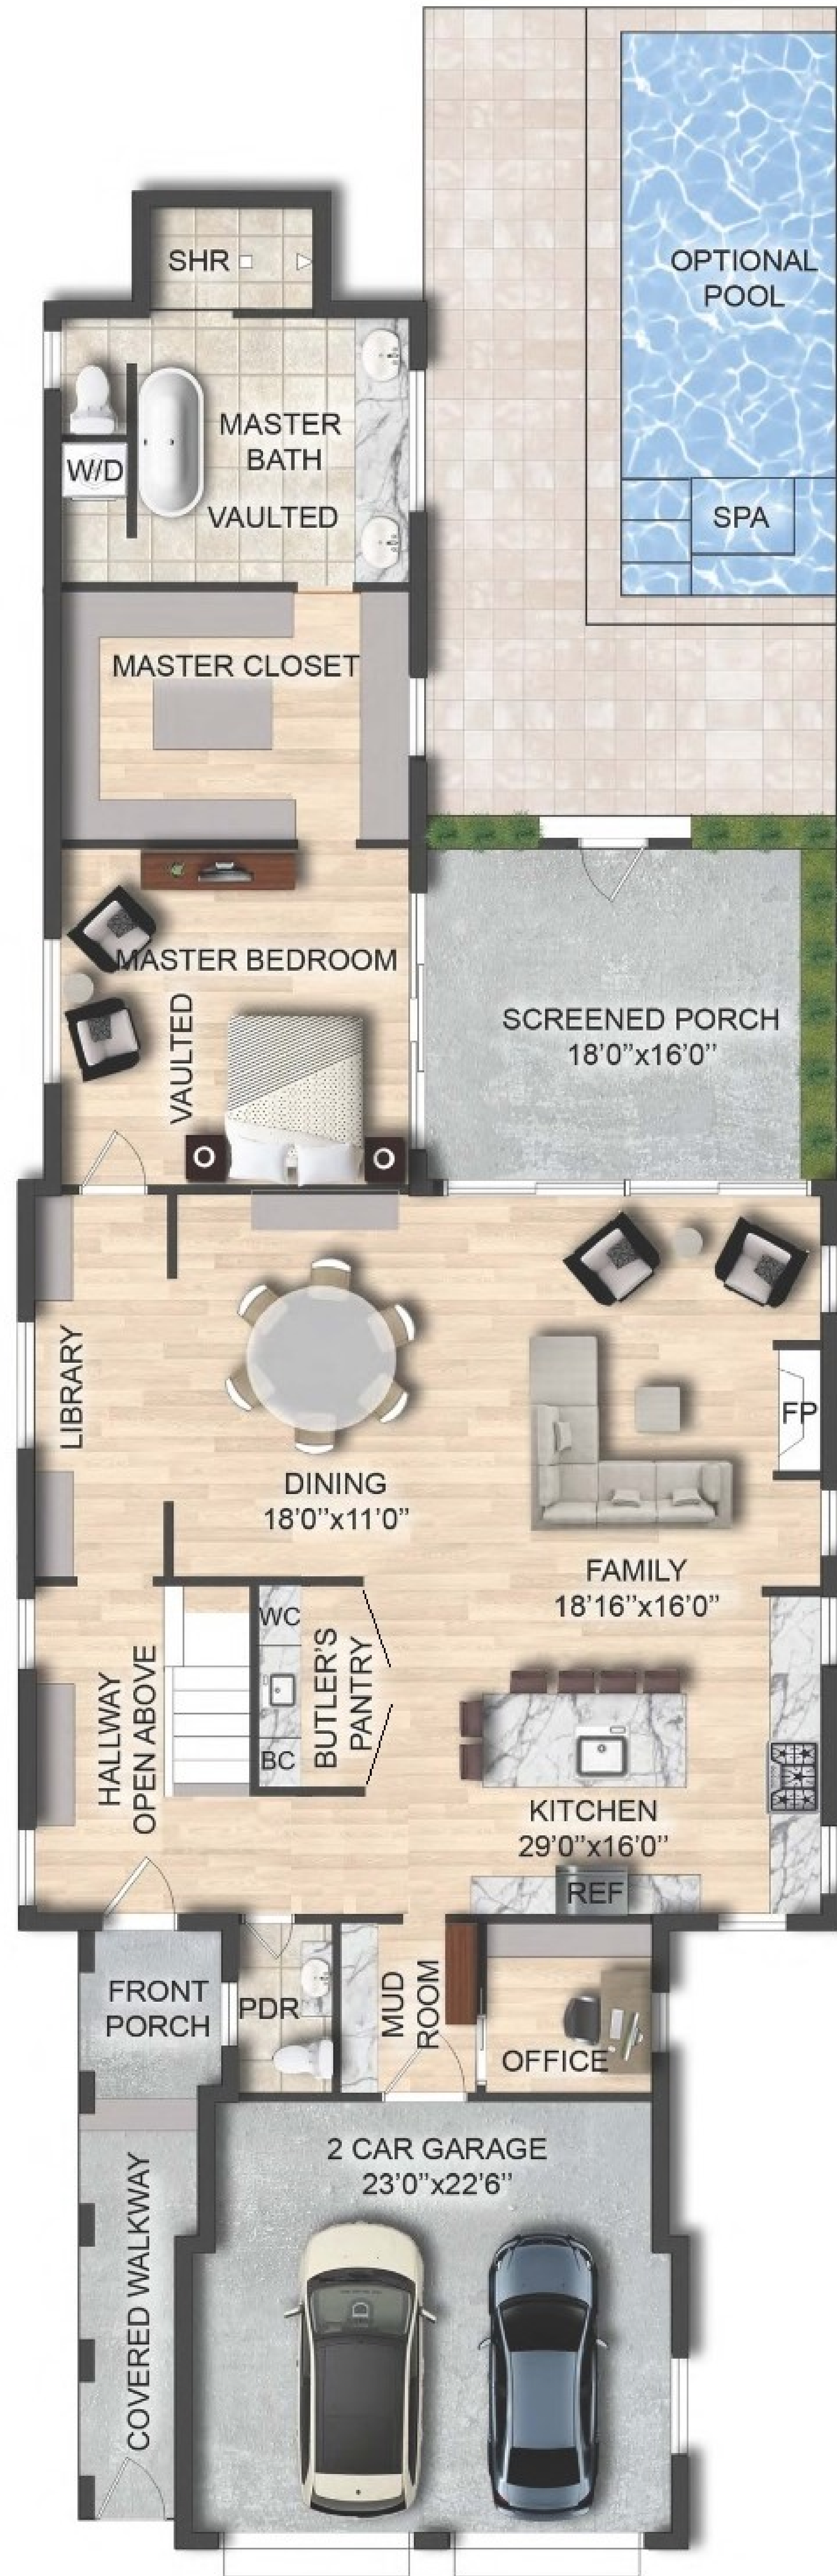 OPTIONAL
POOL
SHR
MASTER
BATH
VAULTED
W/D
SPA
MASTER CLOSET
MASTER BEDROOM
VAULTED
SCREENED PORCH
18'0"x16'0"
LIBRARY
FP
DINING
18'0"x11'0"
FAMILY
18'16"x16'0"
WC
BUTLER'S
PANTRY
BC
HALLWAY
OPEN ABOVE
KITCHEN
29'0"x16'0"
REF
FRONT
PORCH
PDR
MUD
ROOM
OFFICE
2 CAR GARAGE
23'0"x22'6"
COVERED WALKWAY